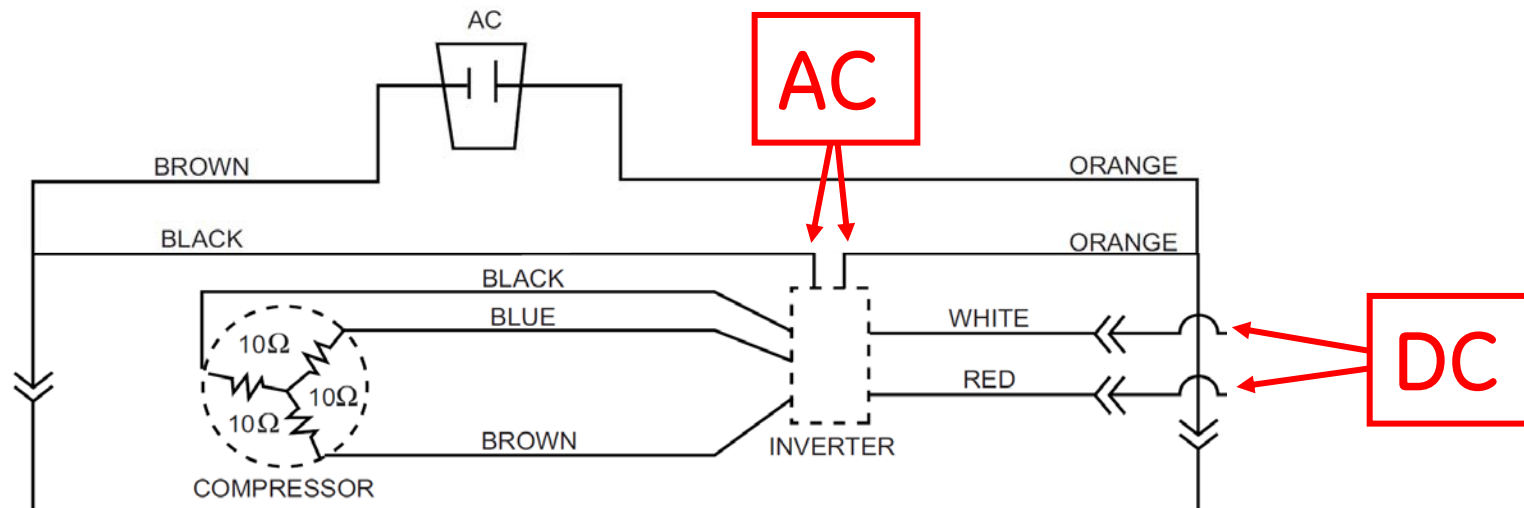 AC
AC
BROWN
ORANGE
BLACK
ORANGE
BLACK
BLUE
WHITE
10Ω
10Ω
10Ω
RED
DC
BROWN
INVERTER
COMPRESSOR